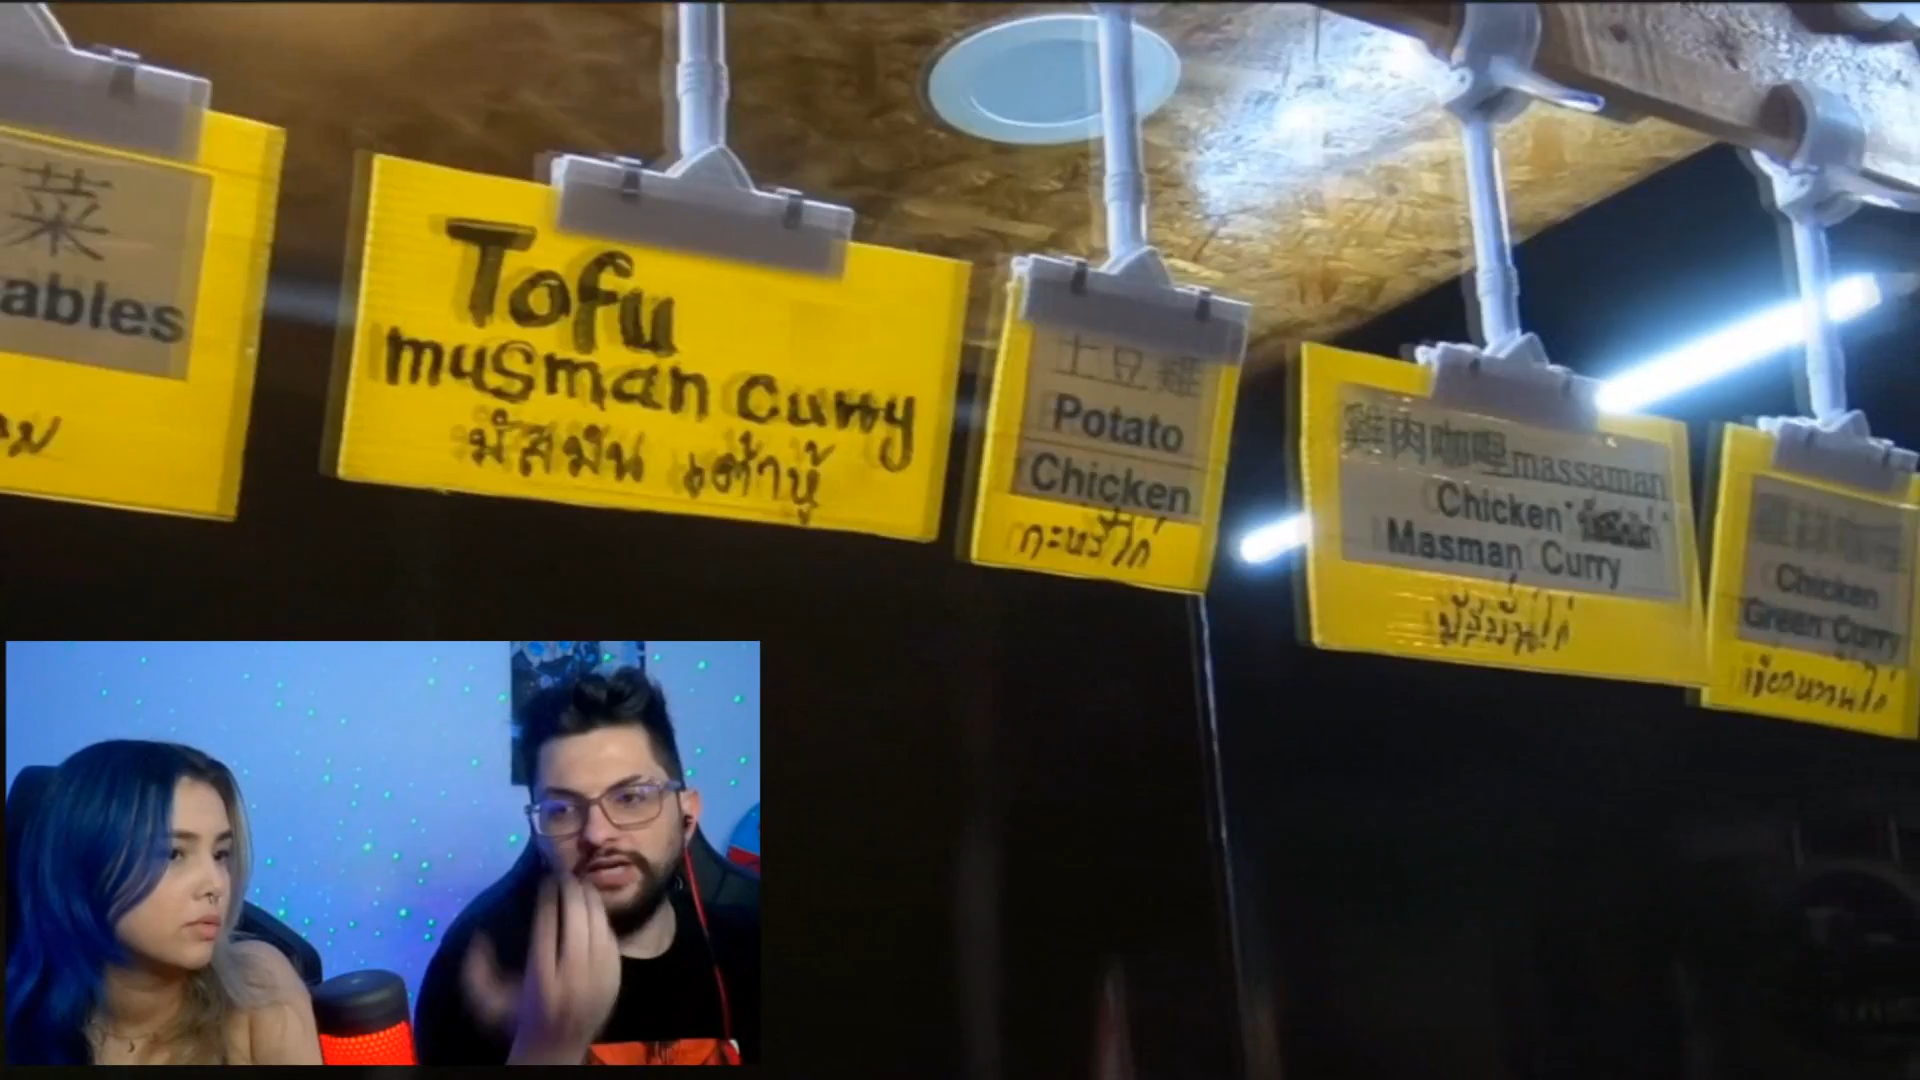 菜
ables
Tofu
musman curry
มัสมั่น เต้าหู้
土豆雞
Potato
Chicken
กะหรี่ไก่
雞肉咖哩massaman
Chicken
Masman Curry
มัสมั่นไก่
Chicken
Green Curry
เขียวหวานไก่